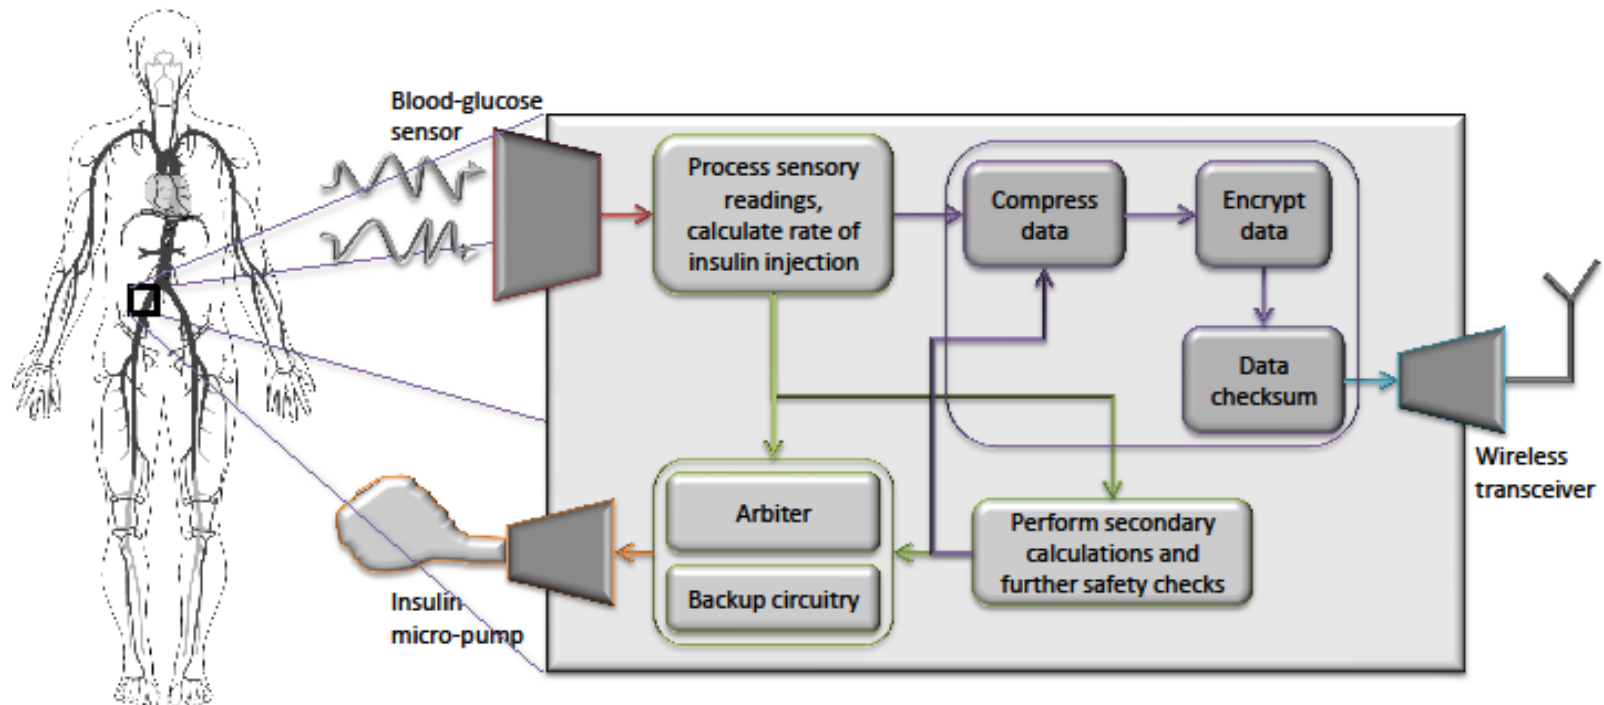 Blood-glucose
sensor
Process sensory
readings,
calculate rate of
insulin injection
Compress
data
Encrypt
data
Data
checksum
Wireless
transceiver
Arbiter
Backup circuitry
Perform secondary
calculations and
further safety checks
Insulin
micro-pump